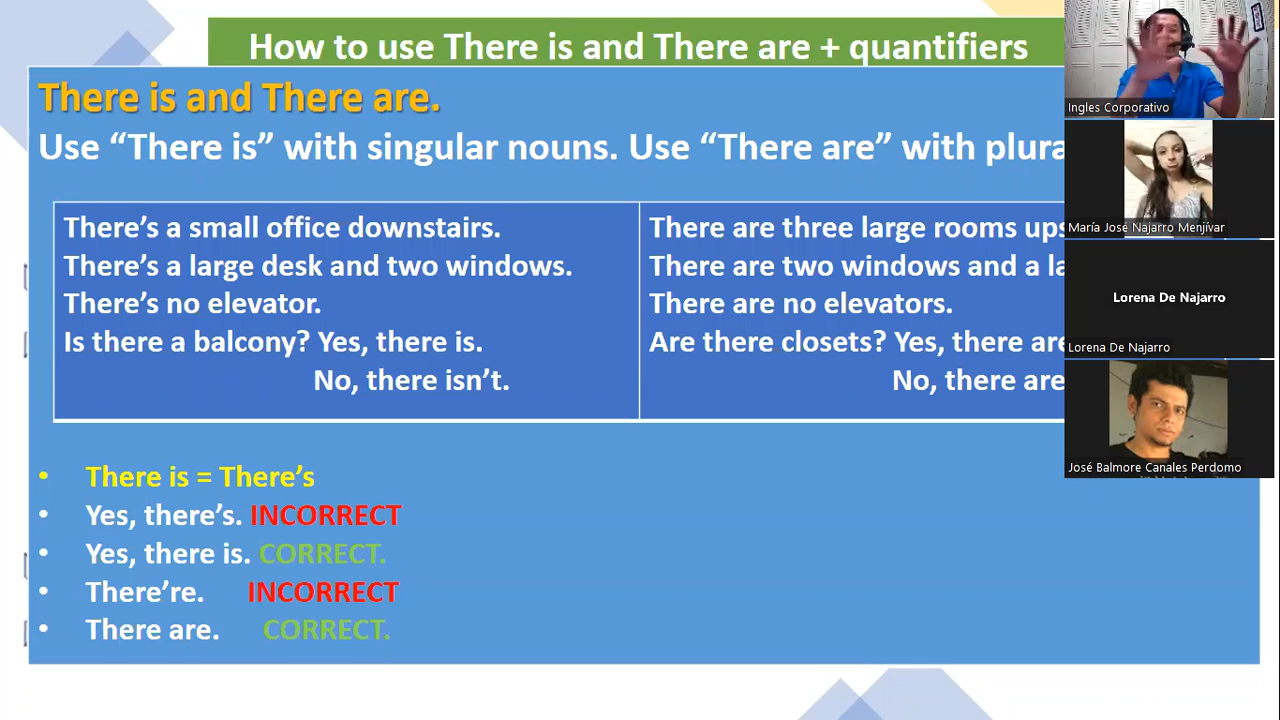 How to use There is and There are + quantifiers
There is and There are.
Use “There is” with singular nouns. Use “There are” with plura
There’s a small office downstairs.
There’s a large desk and two windows.
There’s no elevator.
Is there a balcony? Yes, there is.
No, there isn’t.
There are three large rooms ups
There are two windows and a la
There are no elevators.
Are there closets? Yes, there are
No, there are
• There is = There’s
• Yes, there’s. INCORRECT
• Yes, there is. CORRECT.
• There’re. INCORRECT
• There are. CORRECT.
Ingles Corporativo
María José Najarro Menjívar
Lorena De Najarro
Lorena De Najarro
José Balmore Canales Perdomo